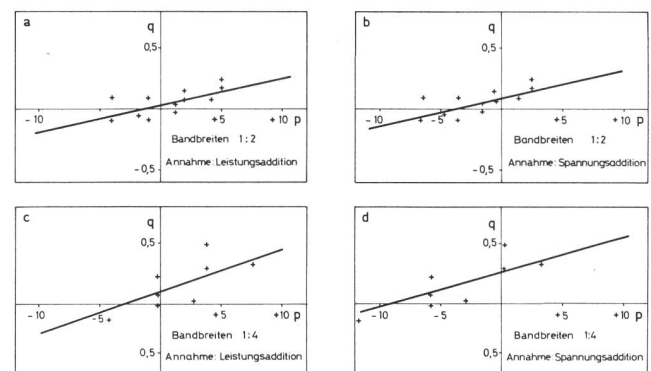 a
q
0,5
-10
-5
+5
+10 p
Bandbreiten 1:2
Annahme: Leistungsaddition
-0,5
b
q
0,5
-10
-5
+5
+10 p
Bandbreiten 1:2
Annahme: Spannungsaddition
-0,5
c
q
0,5
-10
-5
+5
+10 p
Bandbreiten 1:4
0,5
Annahme: Leistungsaddition
d
q
0,5
-10
-5
+5
+10 p
Bandbreiten 1:4
0,5
Annahme: Spannungsaddition